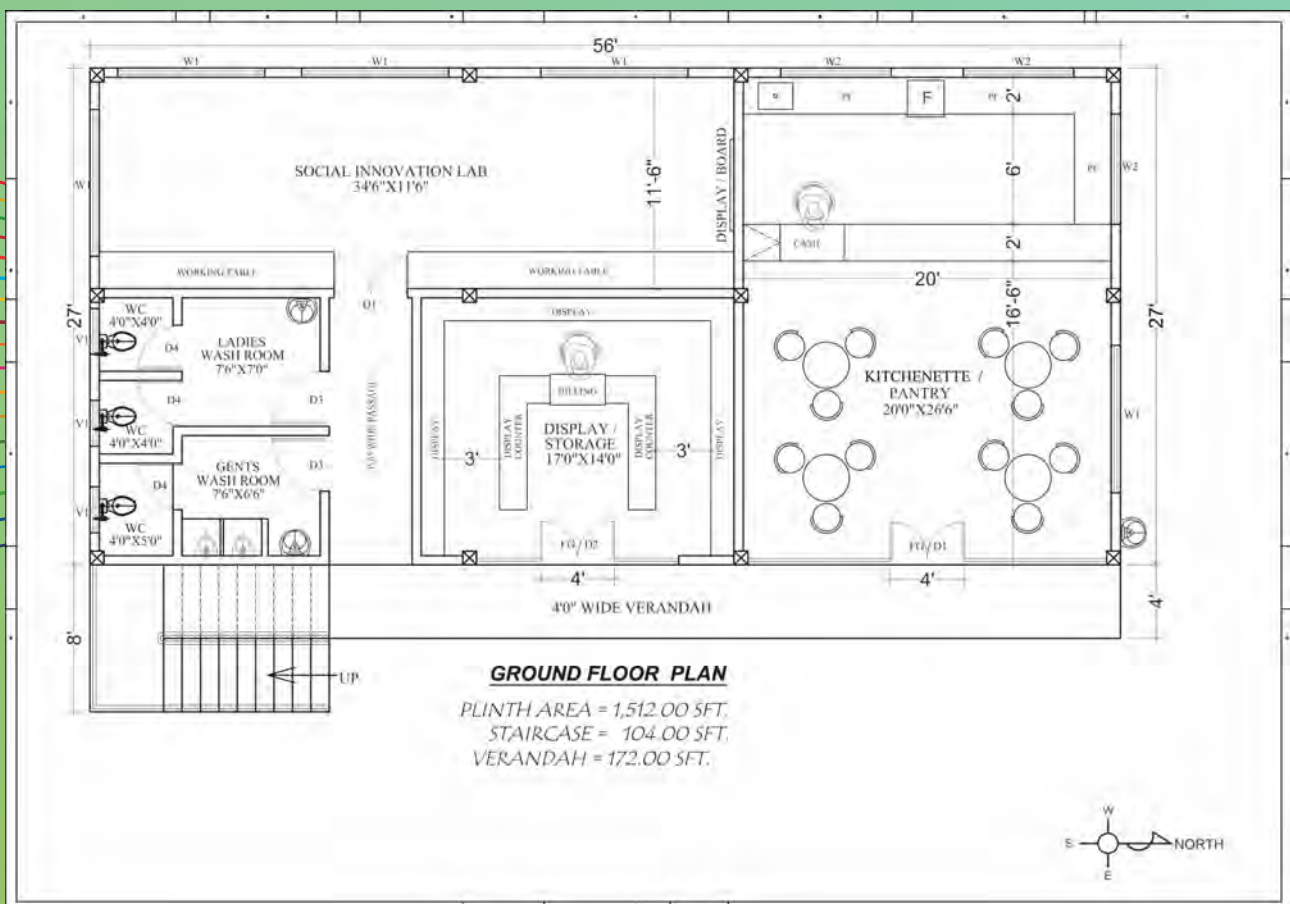 56'
W1
W1
W1
W2
W2
F
2'
SOCIAL INNOVATION LAB
34'6"X11'6"
W1
11'-6"
DISPLAY / BOARD
6'
W2
CASH
2'
WORKING TABLE
WORKING TABLE
20'
27'
D1
DISPLAY
16'-6"
27'
WC
4'0"X4'0"
V1
D4
LADIES
WASH ROOM
7'6"X7'0"
D4
D3
V1
WC
4'0"X4'0"
BILLING
KITCHENETTE /
PANTRY
20'0"X26'6"
W1
DISPLAY
3'
DISPLAY
COUNTER
DISPLAY /
STORAGE
17'0"X14'0"
DISPLAY
COUNTER
3'
DISPLAY
GENTS
WASH ROOM
7'6"X6'6"
D3
D4
V1
WC
4'0"X5'0"
FG/D2
FG/D1
4'
4'
4'0" WIDE VERANDAH
4'
8'
UP
GROUND FLOOR PLAN
PLINTH AREA = 1,512.00 SFT.
STAIRCASE = 104.00 SFT.
VERANDAH = 172.00 SFT.
W
S
NORTH
E